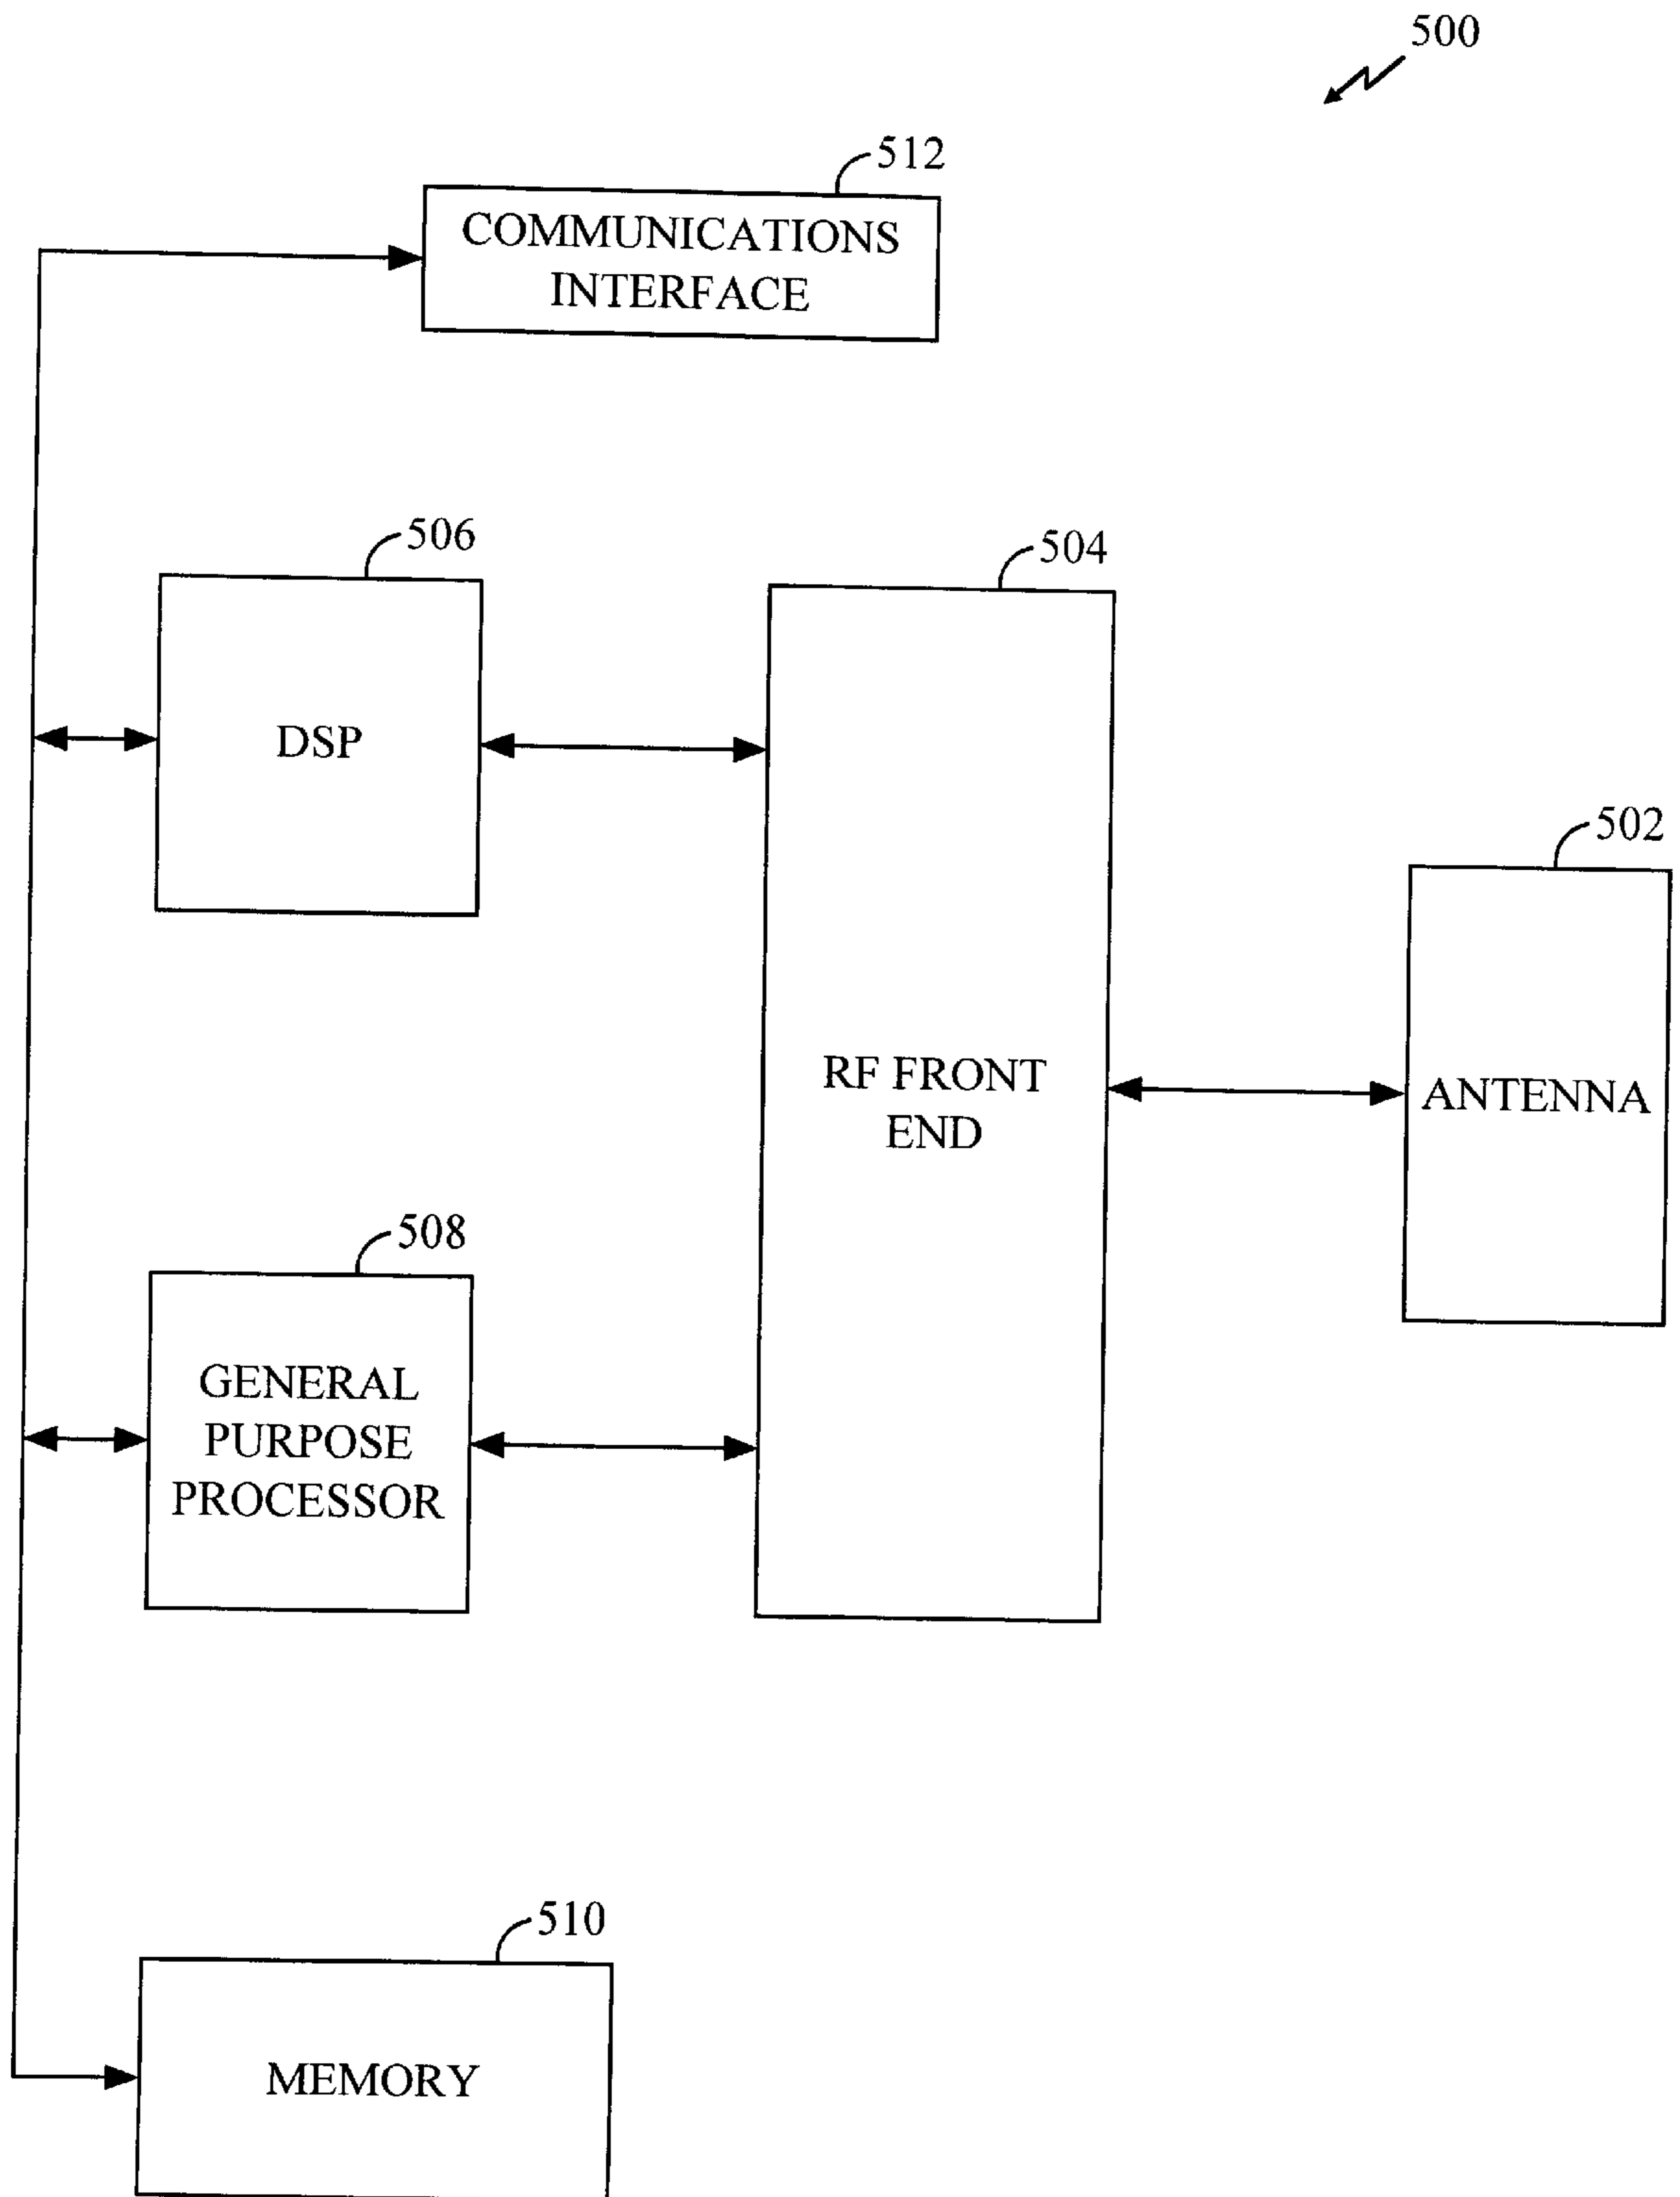 500
512
COMMUNICATIONS
INTERFACE
506
DSP
504
RF FRONT
END
502
ANTENNA
508
GENERAL
PURPOSE
PROCESSOR
510
MEMORY